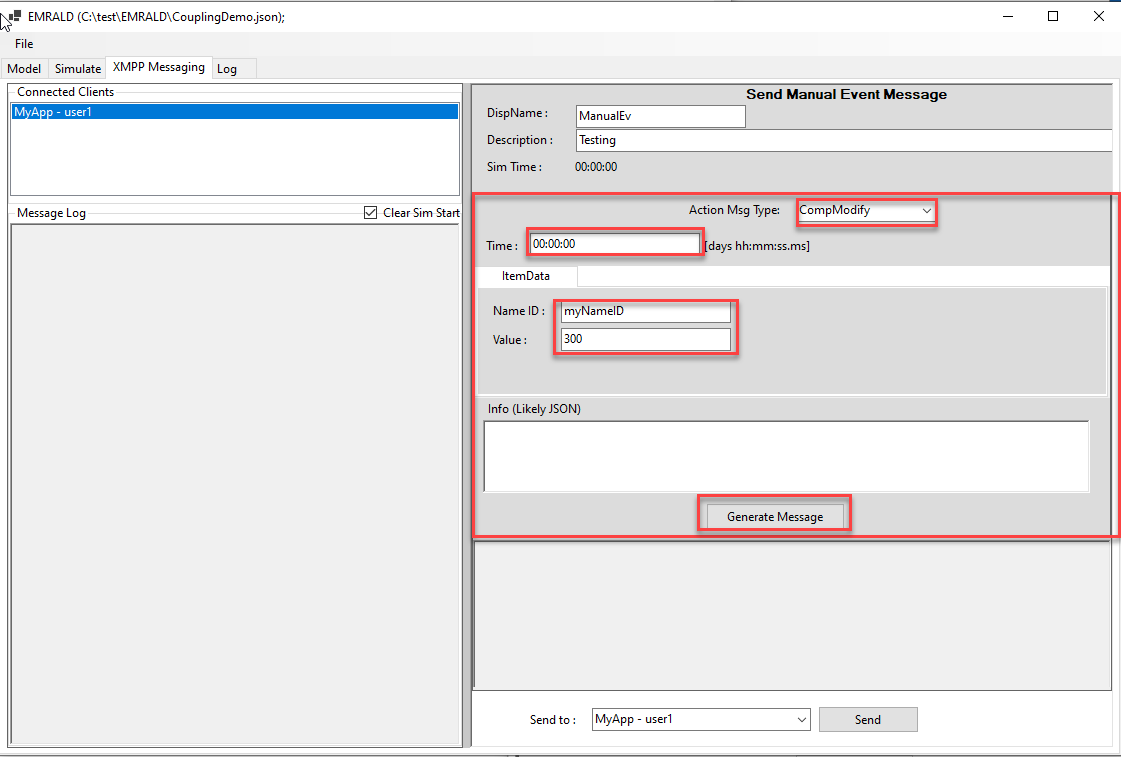 EMRALD (C:\test\EMRALD\CouplingDemo.json);
File
Model Simulate XMPP Messaging Log
Connected Clients
MyApp - user1
Message Log
Clear Sim Start
Send Manual Event Message
DispName : ManualEv
Description : Testing
Sim Time : 00:00:00
Action Msg Type: CompModify
Time : 00:00:00 [days hh:mm:ss.ms]
ItemData
Name ID : myNameID
Value : 300
Info (Likely JSON)
Generate Message
Send to : MyApp - user1 Send